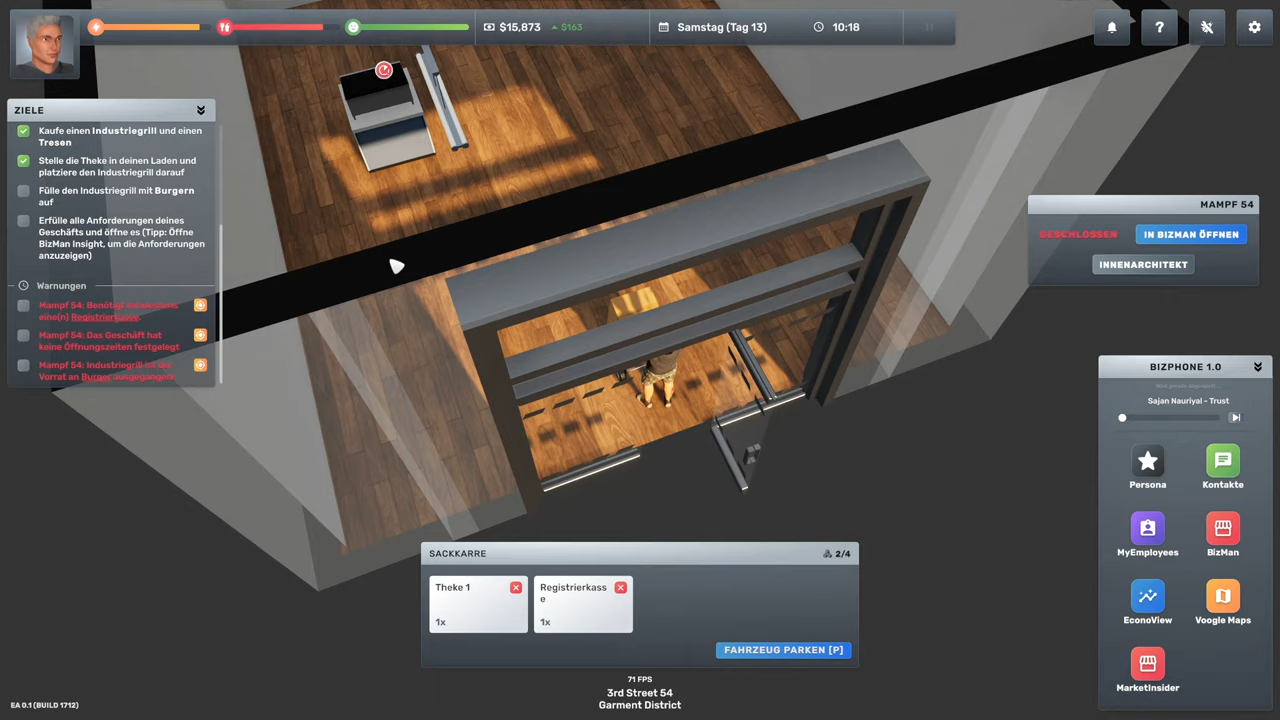 $15,873
$163
Samstag (Tag 13)
10:18
?
ZIELE
Kaufe einen Industriegrill und einen
Tresen
Stelle die Theke in deinen Laden und
platziere den Industriegrill darauf
Fülle den Industriegrill mit Burgern
auf
Erfülle alle Anforderungen deines
Geschäfts und öffne es (Tipp: Öffne
BizMan Insight, um die Anforderungen
anzuzeigen)
Warnungen
Mampf 54: Benötigt mindestens
eine(n) Registrierkasse.
Mampf 54: Das Geschäft hat
keine Öffnungszeiten festgelegt
Mampf 54: Industriegrill ist der
Vorrat an Burger ausgegangen.
MAMPF 54
GESCHLOSSEN
IN BIZMAN ÖFFNEN
INNENARCHITEKT
BIZPHONE 1.0
Sajan Nauriyal - Trust
Persona
Kontakte
MyEmployees
BizMan
EconoView
Voogle Maps
MarketInsider
SACKKARRE
2/4
Theke 1
1x
Registrierkass
e
1x
FAHRZEUG PARKEN [P]
71 FPS
3rd Street 54
Garment District
EA 0.1 (BUILD 1712)